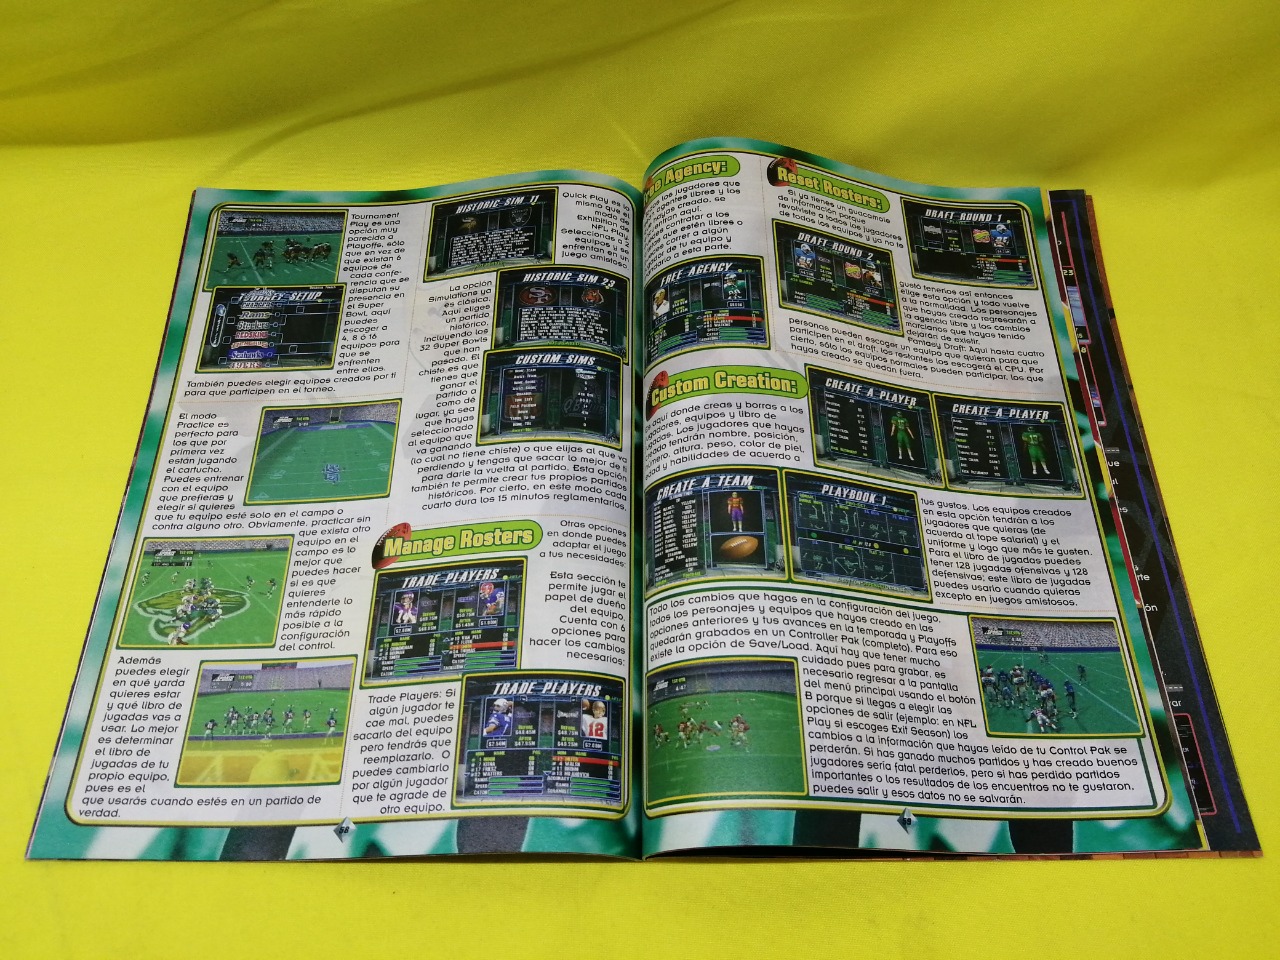 Tournament
Play es una
opción muy
parecida a
Playoffs, sólo
que en vez de
que existan 6
equipos de
cada confe-
rencia que se
disputan su
presencia en
el Super
Bowl, aquí
puedes
escoger a
4, 8 ó 16
equipos para
que se
enfrenten
entre ellos.
También puedes elegir equipos creados por ti
para que participen en el torneo.
TOURNEY SETUP
El modo
Practice es
perfecto para
los que por
primera vez
están jugando
el cartucho.
Puedes entrenar
con el equipo
que prefieras y
elegir si quieres
que tu equipo esté solo en el campo o
contra alguno otro. Obviamente, practicar sin
que exista otro
equipo en el
campo es lo
mejor que
puedes hacer
si es que
quieres
entenderle lo
más rápido
posible a la
configuración
del control.
Además
puedes elegir
en qué yarda
quieres estar
y qué libro de
jugadas vas a
usar. Lo mejor
es determinar
el libro de
jugadas de tu
propio equipo,
pues es el
que usarás cuando estés en un partido de
verdad.
HISTORIC SIM 11
Quick Play es lo
mismo que el
modo de
Exhibition de
NFL Play.
Seleccionas a 2
equipos y se
enfrentan en un
juego amistoso.
La opción
Simulations ya
es clásica.
Aquí eliges
un partido
histórico,
incluyendo los
32 Super Bowls
que han
pasado. El
chiste es que
tienes que
ganar el
partido a
como dé
lugar, ya sea
que hayas
seleccionado
al equipo que
va ganando
(lo cual no tiene chiste) o que elijas al que va
perdiendo y tengas que sacar lo mejor de ti
para darle la vuelta al partido. Esta opción
también te permite crear tus propios partidos
históricos. Por cierto, en este modo cada
cuarto dura los 15 minutos reglamentarios.
HISTORIC SIM 23
CUSTOM SIMS
Manage Rosters
Otras opciones
en donde puedes
adaptar el juego
a tus necesidades:
Esta sección te
permite jugar el
papel de dueño
del equipo.
Cuenta con 6
opciones para
hacer los cambios
necesarios:
TRADE PLAYERS
Trade Players: Si
algún jugador te
cae mal, puedes
sacarlo del equipo
pero tendrás que
reemplazarlo. O
puedes cambiarlo
por algún jugador
que te agrade de
otro equipo.
TRADE PLAYERS
58
Agency:
los jugadores que
agentes libres y los
hayas creado, se
aquí.
contratar a los
que estén libres o
correr a algún
de tu equipo y
a esta parte.
FREE AGENCY
Reset Rosters:
Si ya tienes un guacamole
de información porque
revolviste a todos los jugadores
de todos los equipos y ya no te
gustó tenerlos así entonces
elige esta opción y todo vuelve
a la normalidad. Los personajes
que hayas creado regresarán a
la agencia libre y los cambios
marcianos que hayas tenido
dejarán de existir.
Fantasy Draft: Aquí hasta cuatro
personas pueden escoger un equipo que quieran para que
participen en el draft, los restantes los escogerá el CPU. Por
cierto, sólo los equipos normales pueden participar, los que
hayas creado se quedan fuera.
DRAFT ROUND 1
DRAFT ROUND 2
Custom Creation:
aquí donde creas y borras a los
jugadores, equipos y libro de
jugadas. Los jugadores que hayas
creado tendrán nombre, posición,
número, altura, peso, color de piel,
edad y habilidades de acuerdo a
tus gustos. Los equipos creados
en esta opción tendrán a los
jugadores que quieras (de
acuerdo al tope salarial) y el
uniforme y logo que más te gusten.
Para el libro de jugadas puedes
tener 128 jugadas ofensivas y 128
defensivas; este libro de jugadas
puedes usarlo cuando quieras
excepto en juegos amistosos.
CREATE A PLAYER
CREATE A PLAYER
CREATE A TEAM
PLAYBOOK 1
Todo los cambios que hagas en la configuración del juego,
todos los personajes y equipos que hayas creado en las
opciones anteriores y tus avances en la temporada y Playoffs
quedarán grabados en un Controller Pak (completo). Para eso
existe la opción de Save/Load. Aquí hay que tener mucho
cuidado pues para grabar, es
necesario regresar a la pantalla
del menú principal usando el botón
B porque si llegas a elegir las
opciones de salir (ejemplo: en NFL
Play si escoges Exit Season) los
cambios a la información que hayas leído de tu Control Pak se
perderán. Si has ganado muchos partidos y has creado buenos
jugadores sería fatal perderlos, pero si has perdido partidos
importantes o los resultados de los encuentros no te gustaron,
puedes salir y esos datos no se salvarán.
59